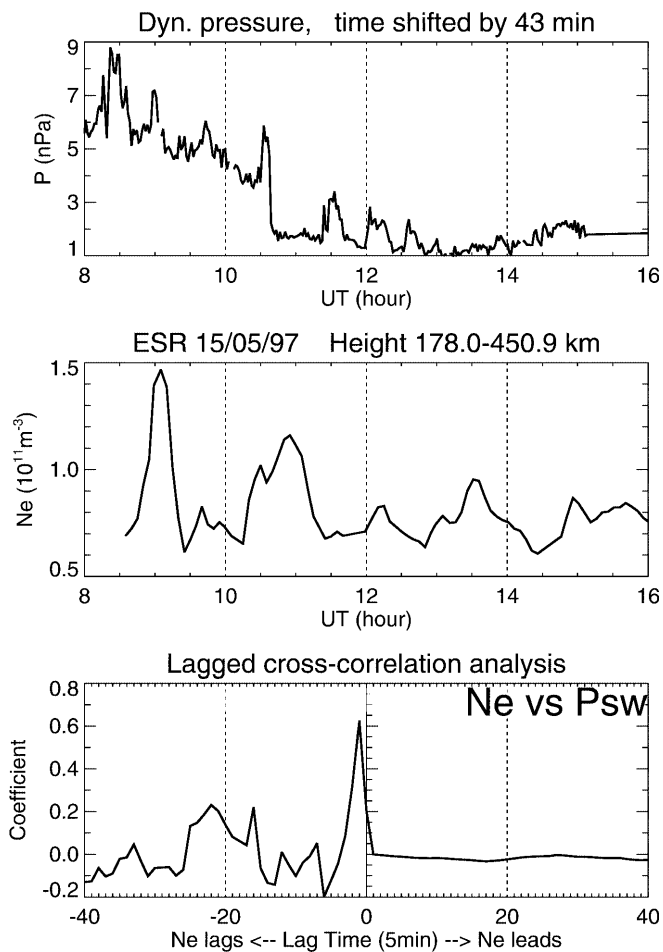 Dyn. pressure, time shifted by 43 min
9
7
5
3
1
P (nPa)
8 10 12 14 16
UT (hour)
ESR 15/05/97 Height 178.0-450.9 km
1.5
1.0
0.5
Ne (10¹¹m⁻³)
8 10 12 14 16
UT (hour)
Lagged cross-correlation analysis
Ne vs Psw
0.8
0.6
0.4
0.2
0.0
-0.2
Coefficient
-40 -20 0 20 40
Ne lags <-- Lag Time (5min) --> Ne leads